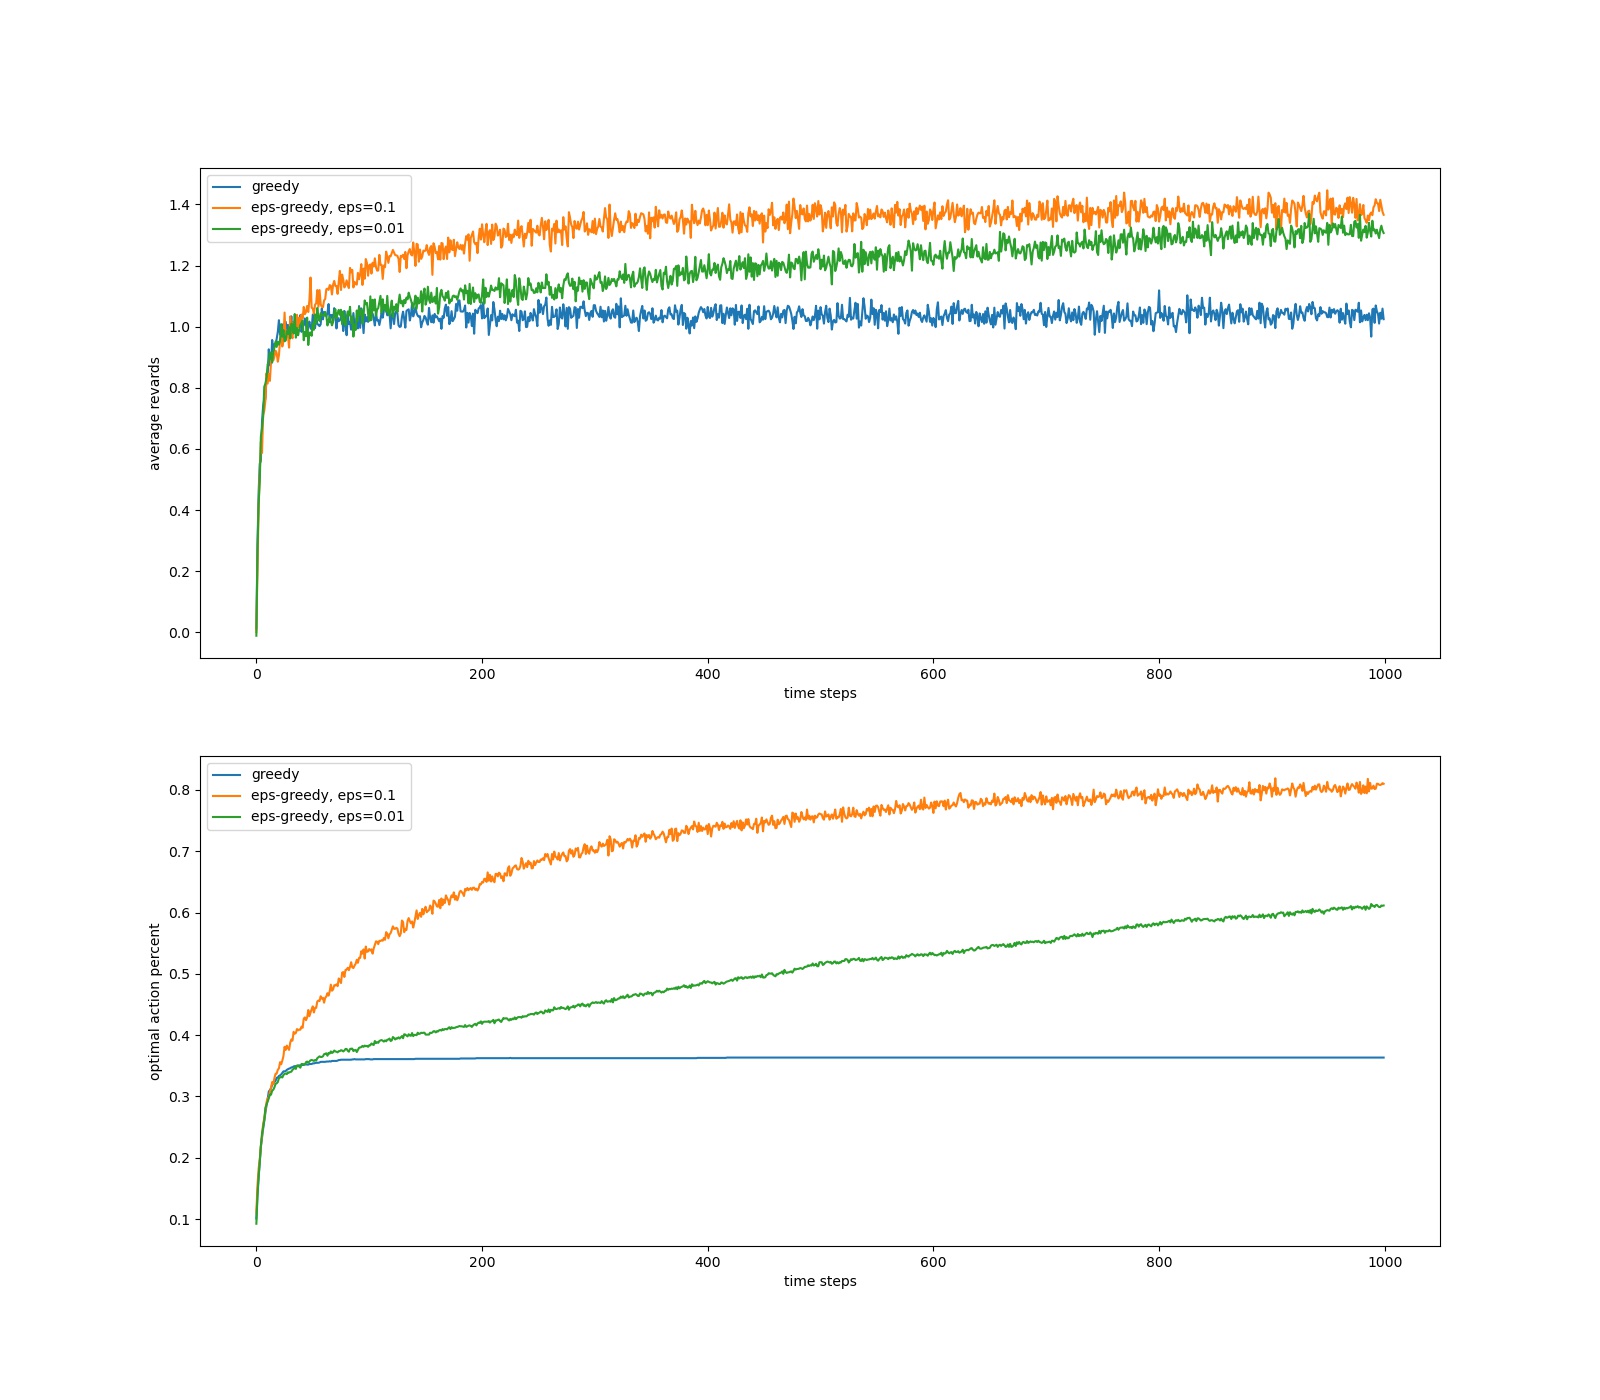 greedy
eps-greedy, eps=0.1
eps-greedy, eps=0.01
1.4
1.2
1.0
0.8
0.6
0.4
0.2
0.0
average revards
0 200 400 600 800 1000
time steps
greedy
eps-greedy, eps=0.1
eps-greedy, eps=0.01
0.8
0.7
0.6
0.5
0.4
0.3
0.2
0.1
optimal action percent
0 200 400 600 800 1000
time steps